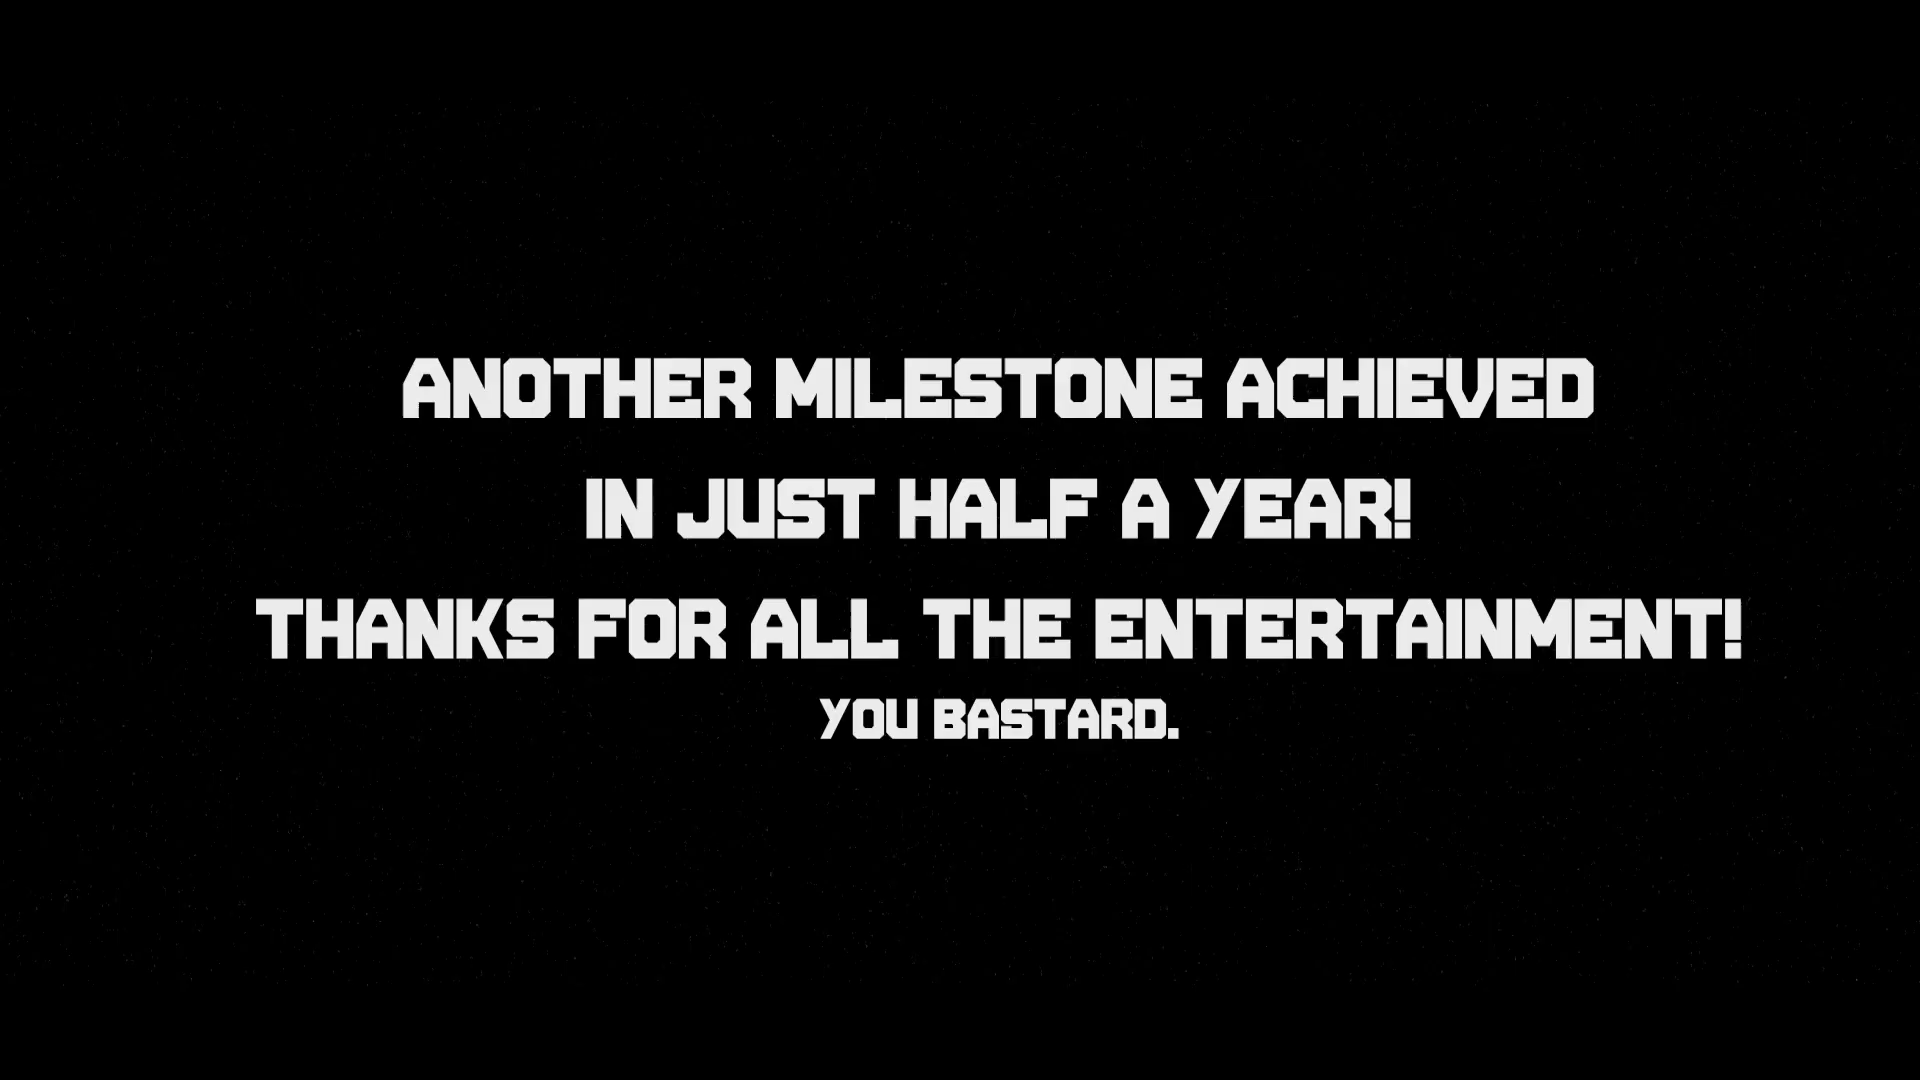 ANOTHER MILESTONE ACHIEVED
IN JUST HALF A YEAR!
THANKS FOR ALL THE ENTERTAINMENT!
YOU BASTARD.